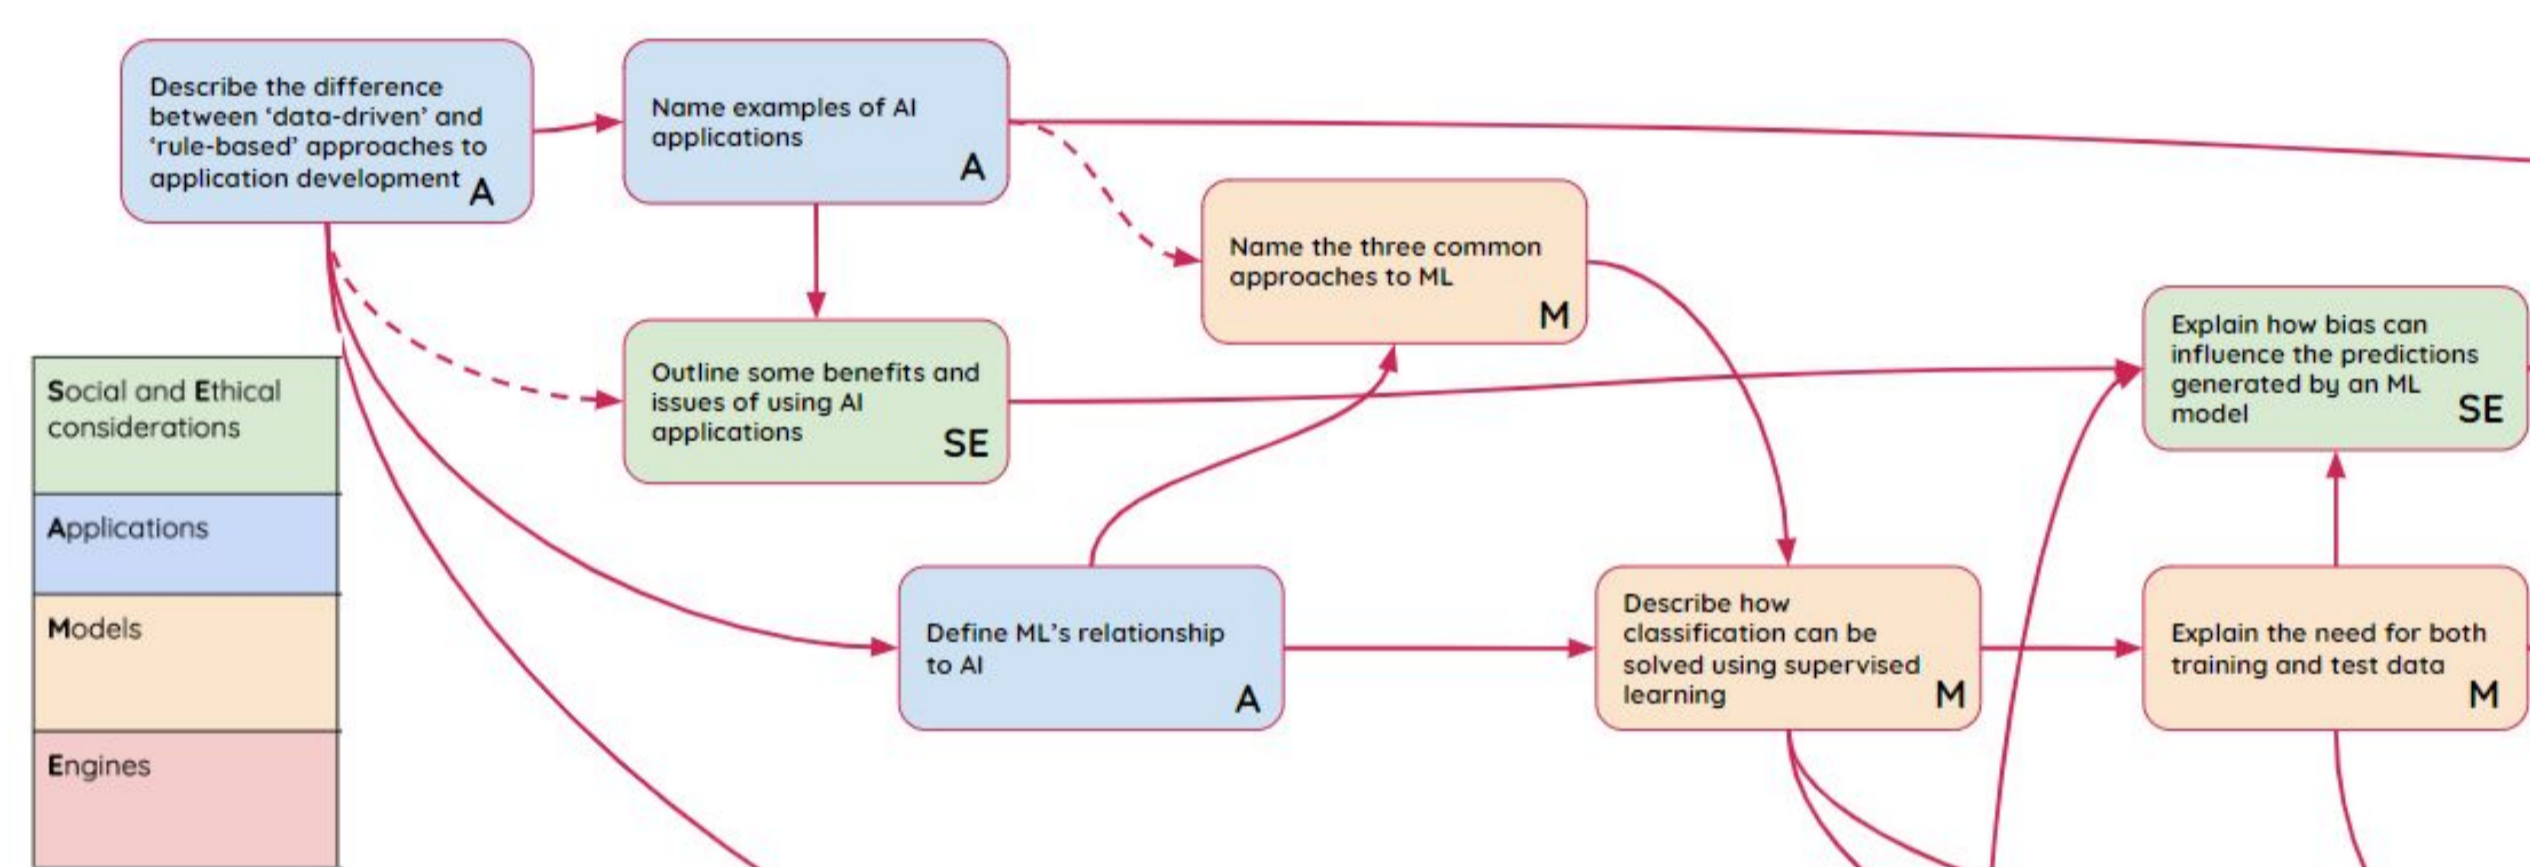 Describe the difference
between ‘data-driven’ and
‘rule-based’ approaches to
application development
A
Name examples of AI
applications
A
Name the three common
approaches to ML
M
Outline some benefits and
issues of using AI
applications
SE
Explain how bias can
influence the predictions
generated by an ML
model
SE
Social and Ethical
considerations
Applications
Models
Engines
Define ML’s relationship
to AI
A
Describe how
classification can be
solved using supervised
learning
M
Explain the need for both
training and test data
M